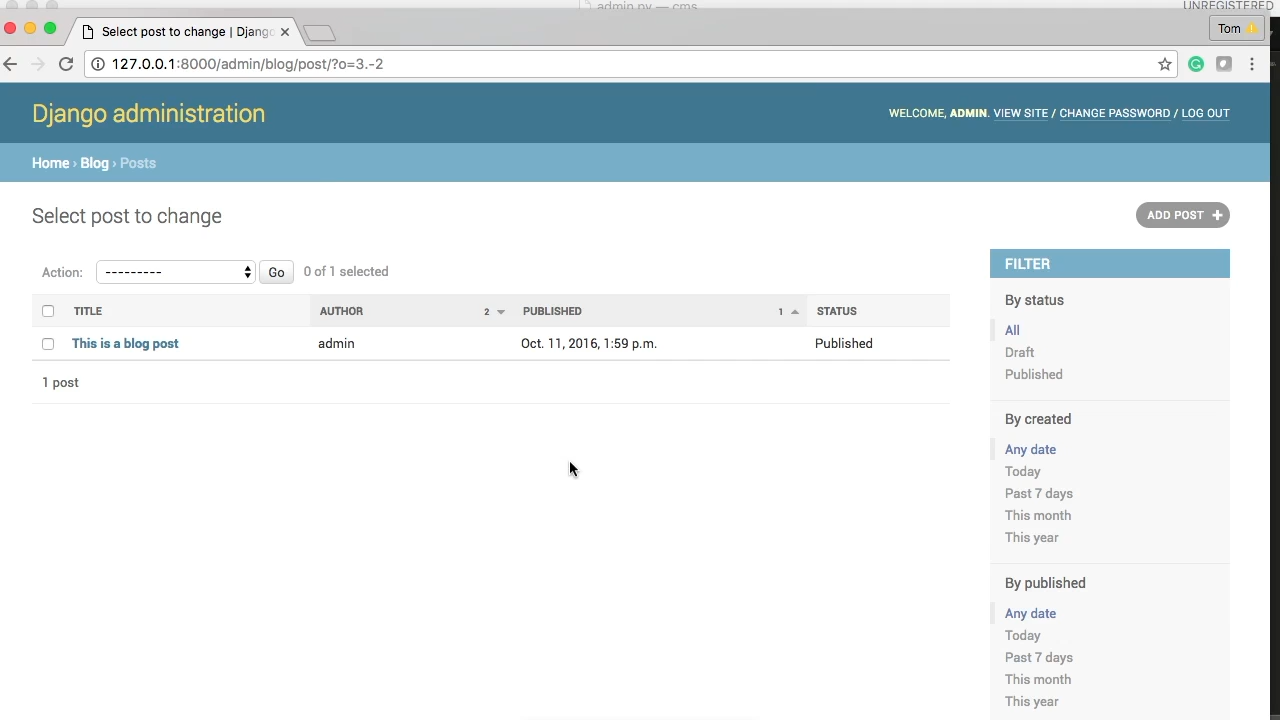 admin.py — cms
UNREGISTERED
Select post to change | Djang
Tom
127.0.0.1:8000/admin/blog/post/?o=3.-2
Django administration
WELCOME, ADMIN. VIEW SITE / CHANGE PASSWORD / LOG OUT
Home › Blog › Posts
Select post to change
ADD POST +
Action: --------- Go 0 of 1 selected
TITLE AUTHOR 2 PUBLISHED 1 STATUS
This is a blog post admin Oct. 11, 2016, 1:59 p.m. Published
1 post
FILTER
By status
All
Draft
Published
By created
Any date
Today
Past 7 days
This month
This year
By published
Any date
Today
Past 7 days
This month
This year